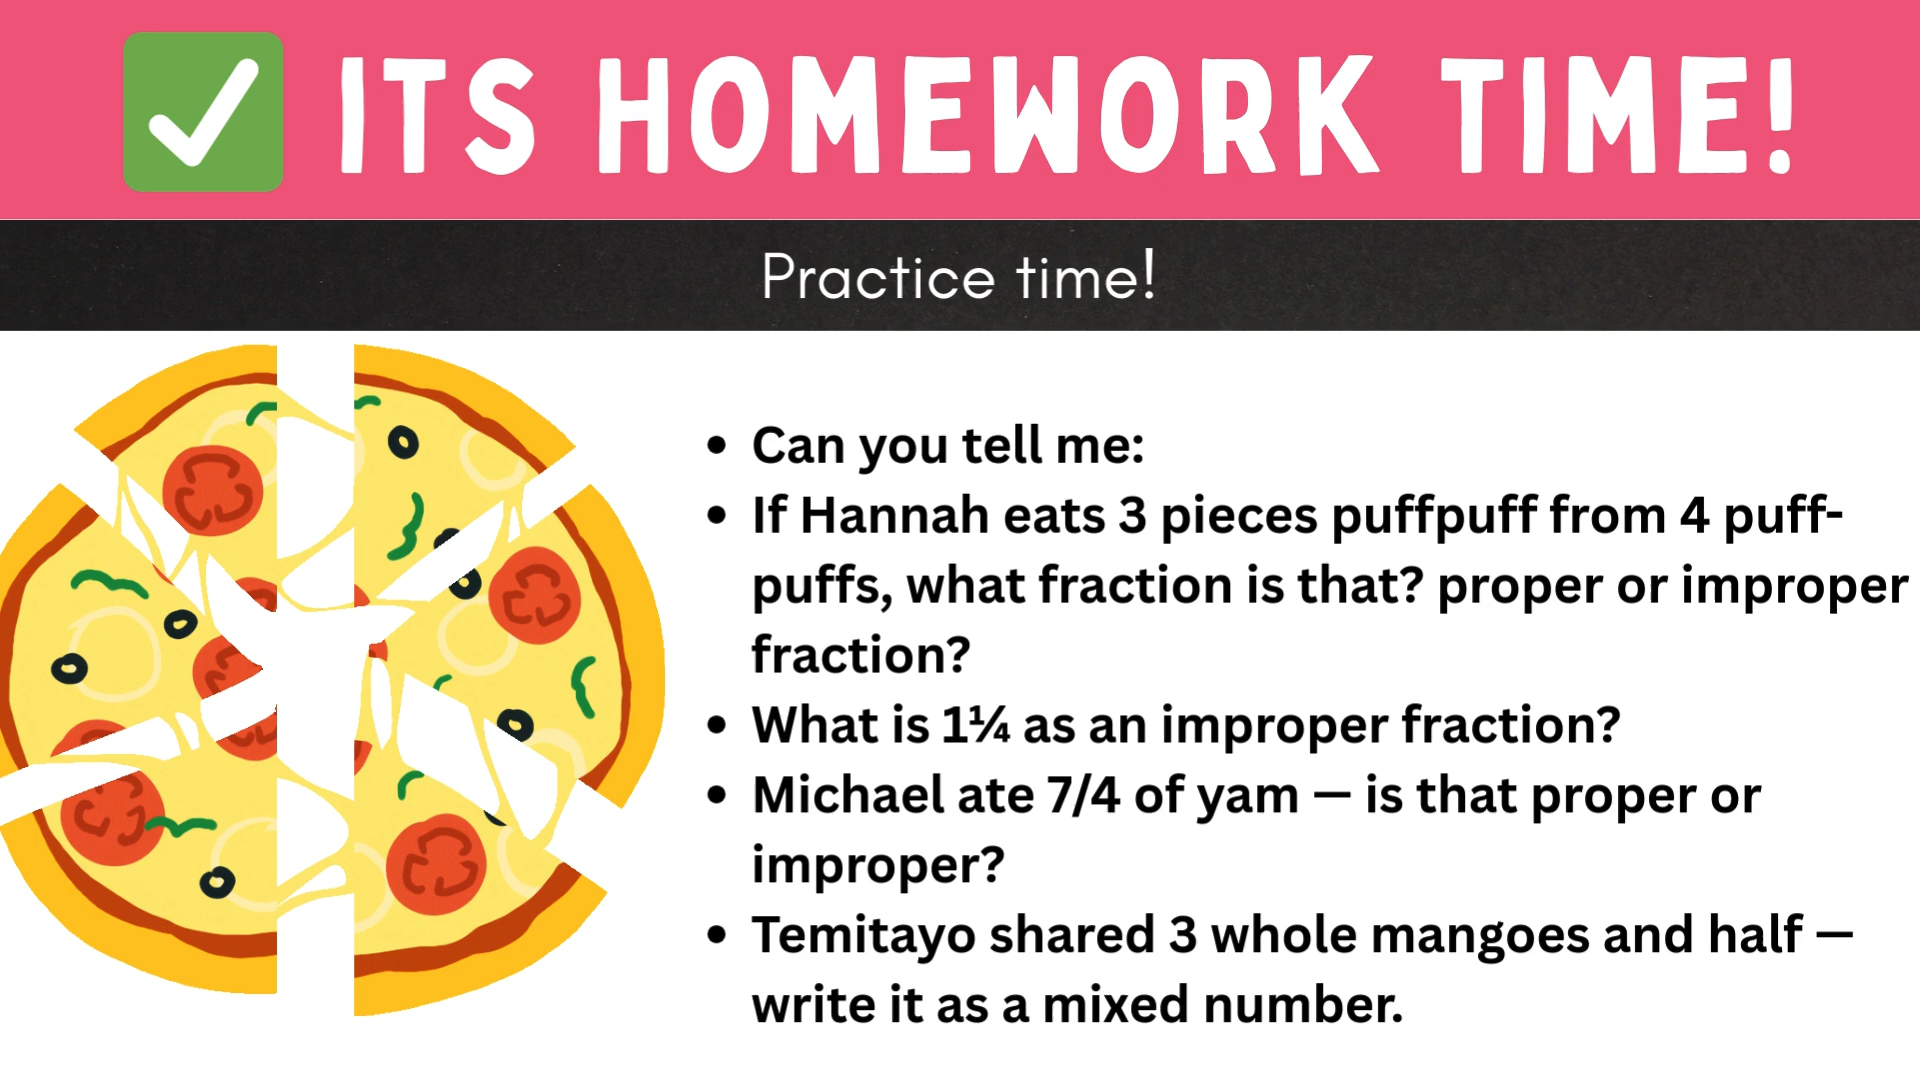 ITS HOMEWORK TIME!
Practice time!
• Can you tell me:
• If Hannah eats 3 pieces puffpuff from 4 puff-
puffs, what fraction is that? proper or improper
fraction?
• What is 1¼ as an improper fraction?
• Michael ate 7/4 of yam — is that proper or
improper?
• Temitayo shared 3 whole mangoes and half —
write it as a mixed number.